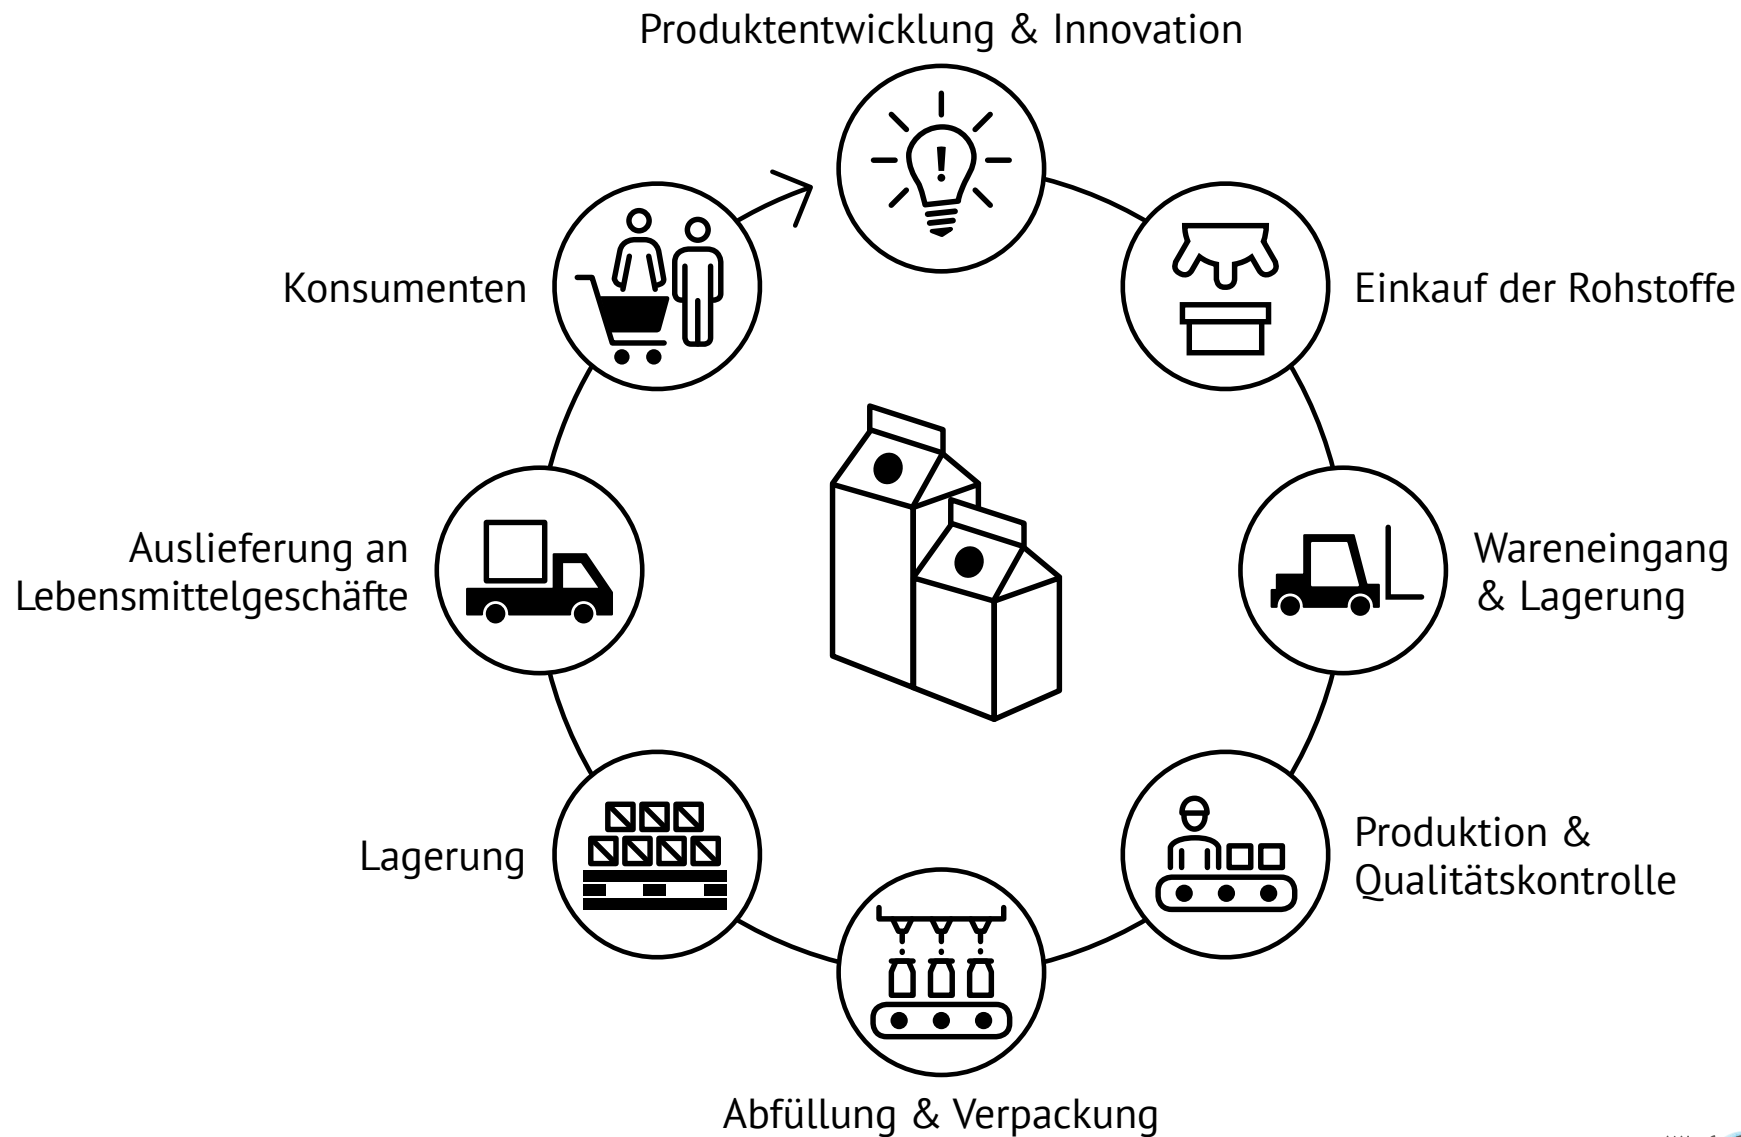 Produktentwicklung & Innovation
Einkauf der Rohstoffe
Wareneingang
& Lagerung
Produktion &
Qualitätskontrolle
Abfüllung & Verpackung
Lagerung
Auslieferung an
Lebensmittelgeschäfte
Konsumenten